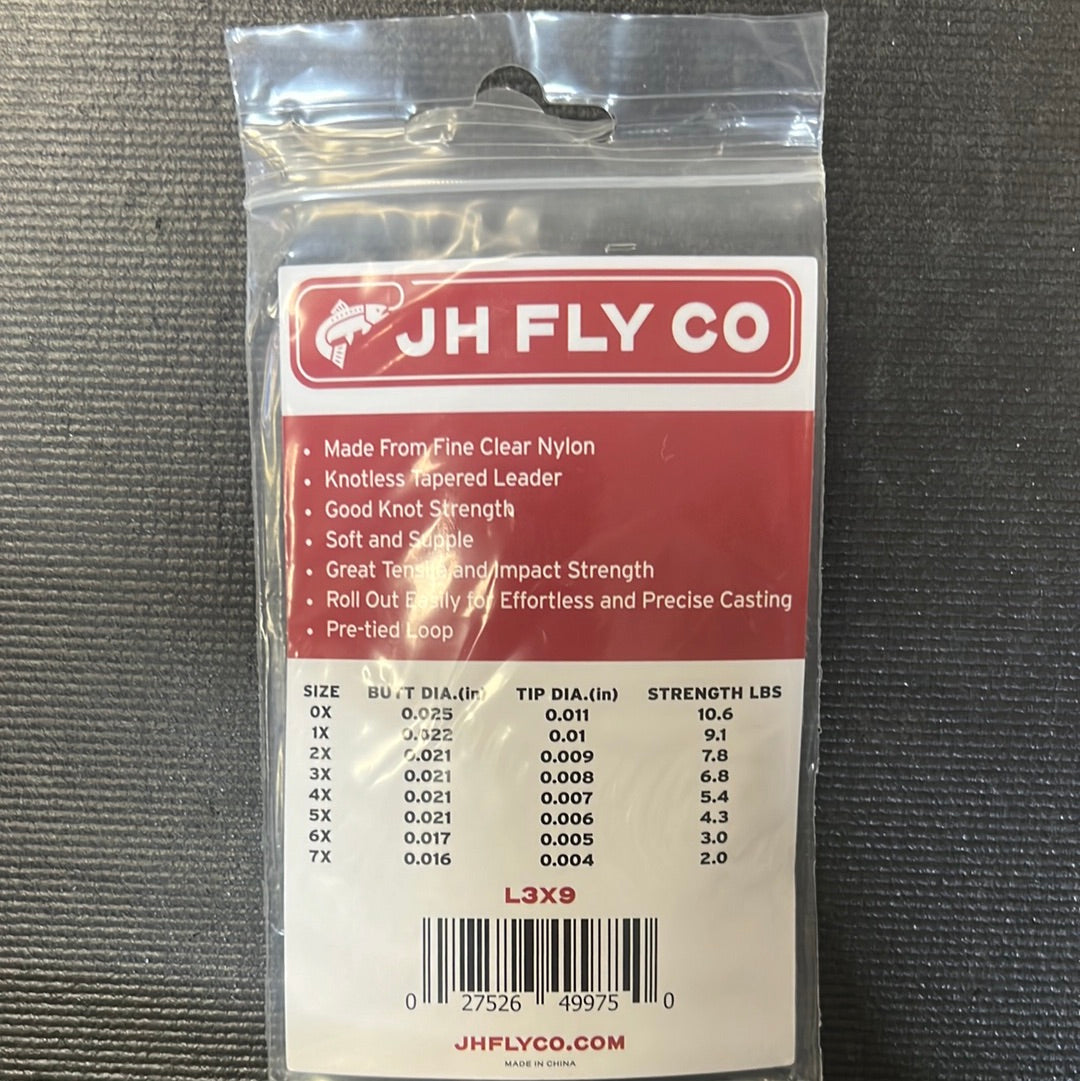 JH FLY CO
• Made From Fine Clear Nylon
• Knotless Tapered Leader
• Good Knot Strength
• Soft and Supple
• Great Tensile and Impact Strength
• Roll Out Easily for Effortless and Precise Casting
• Pre-tied Loop
SIZE BUTT DIA.(in) TIP DIA.(in) STRENGTH LBS
0X 0.025 0.011 10.6
1X 0.022 0.01 9.1
2X 0.021 0.009 7.8
3X 0.021 0.008 6.8
4X 0.021 0.007 5.4
5X 0.021 0.006 4.3
6X 0.017 0.005 3.0
7X 0.016 0.004 2.0
L3X9
0 27526 49975 0
JHFLYCO.COM
MADE IN CHINA